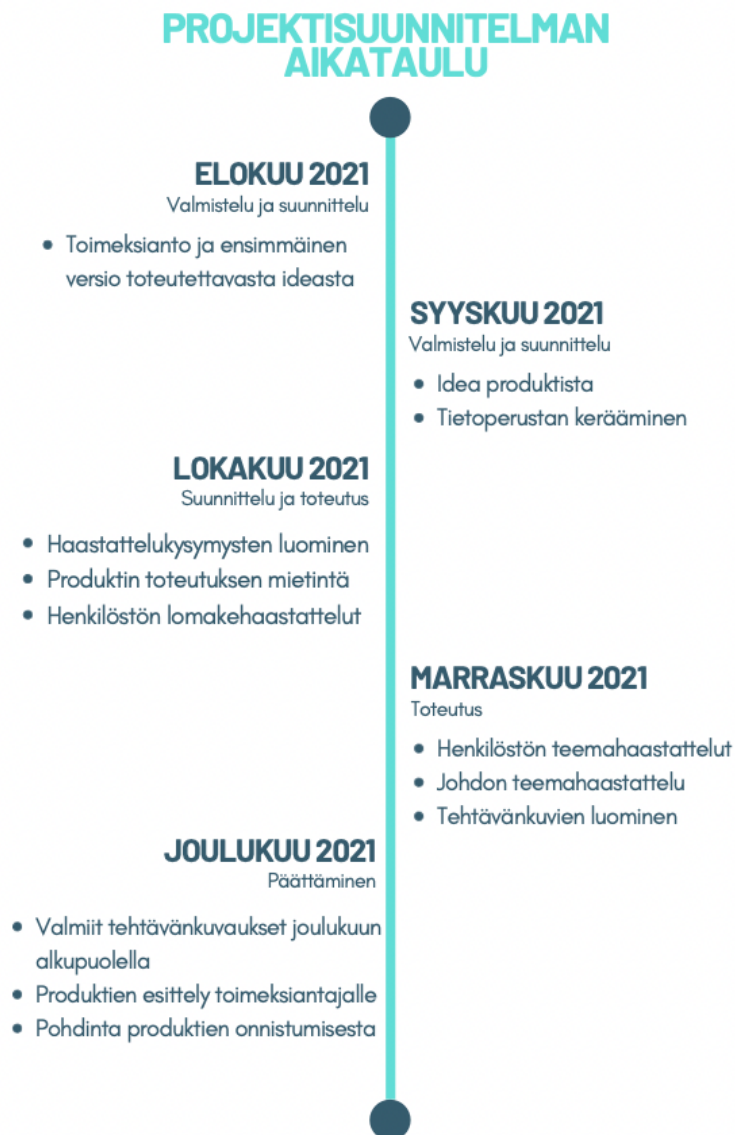 PROJEKTISUUNNITELMAN
AIKATAULU
ELOKUU 2021
Valmistelu ja suunnittelu
• Toimeksianto ja ensimmäinen
versio toteutettavasta ideasta
SYYSKUU 2021
Valmistelu ja suunnittelu
• Idea produktista
• Tietoperustan kerääminen
LOKAKUU 2021
Suunnittelu ja toteutus
• Haastattelukysymysten luominen
• Produktin toteutuksen mietintä
• Henkilöstön lomakehaastattelut
MARRASKUU 2021
Toteutus
• Henkilöstön teemahaastattelut
• Johdon teemahaastattelu
• Tehtävänkuvien luominen
JOULUKUU 2021
Päättäminen
• Valmiit tehtävänkuvaukset joulukuun
alkupuolella
• Produktien esittely toimeksiantajalle
• Pohdinta produktien onnistumisesta